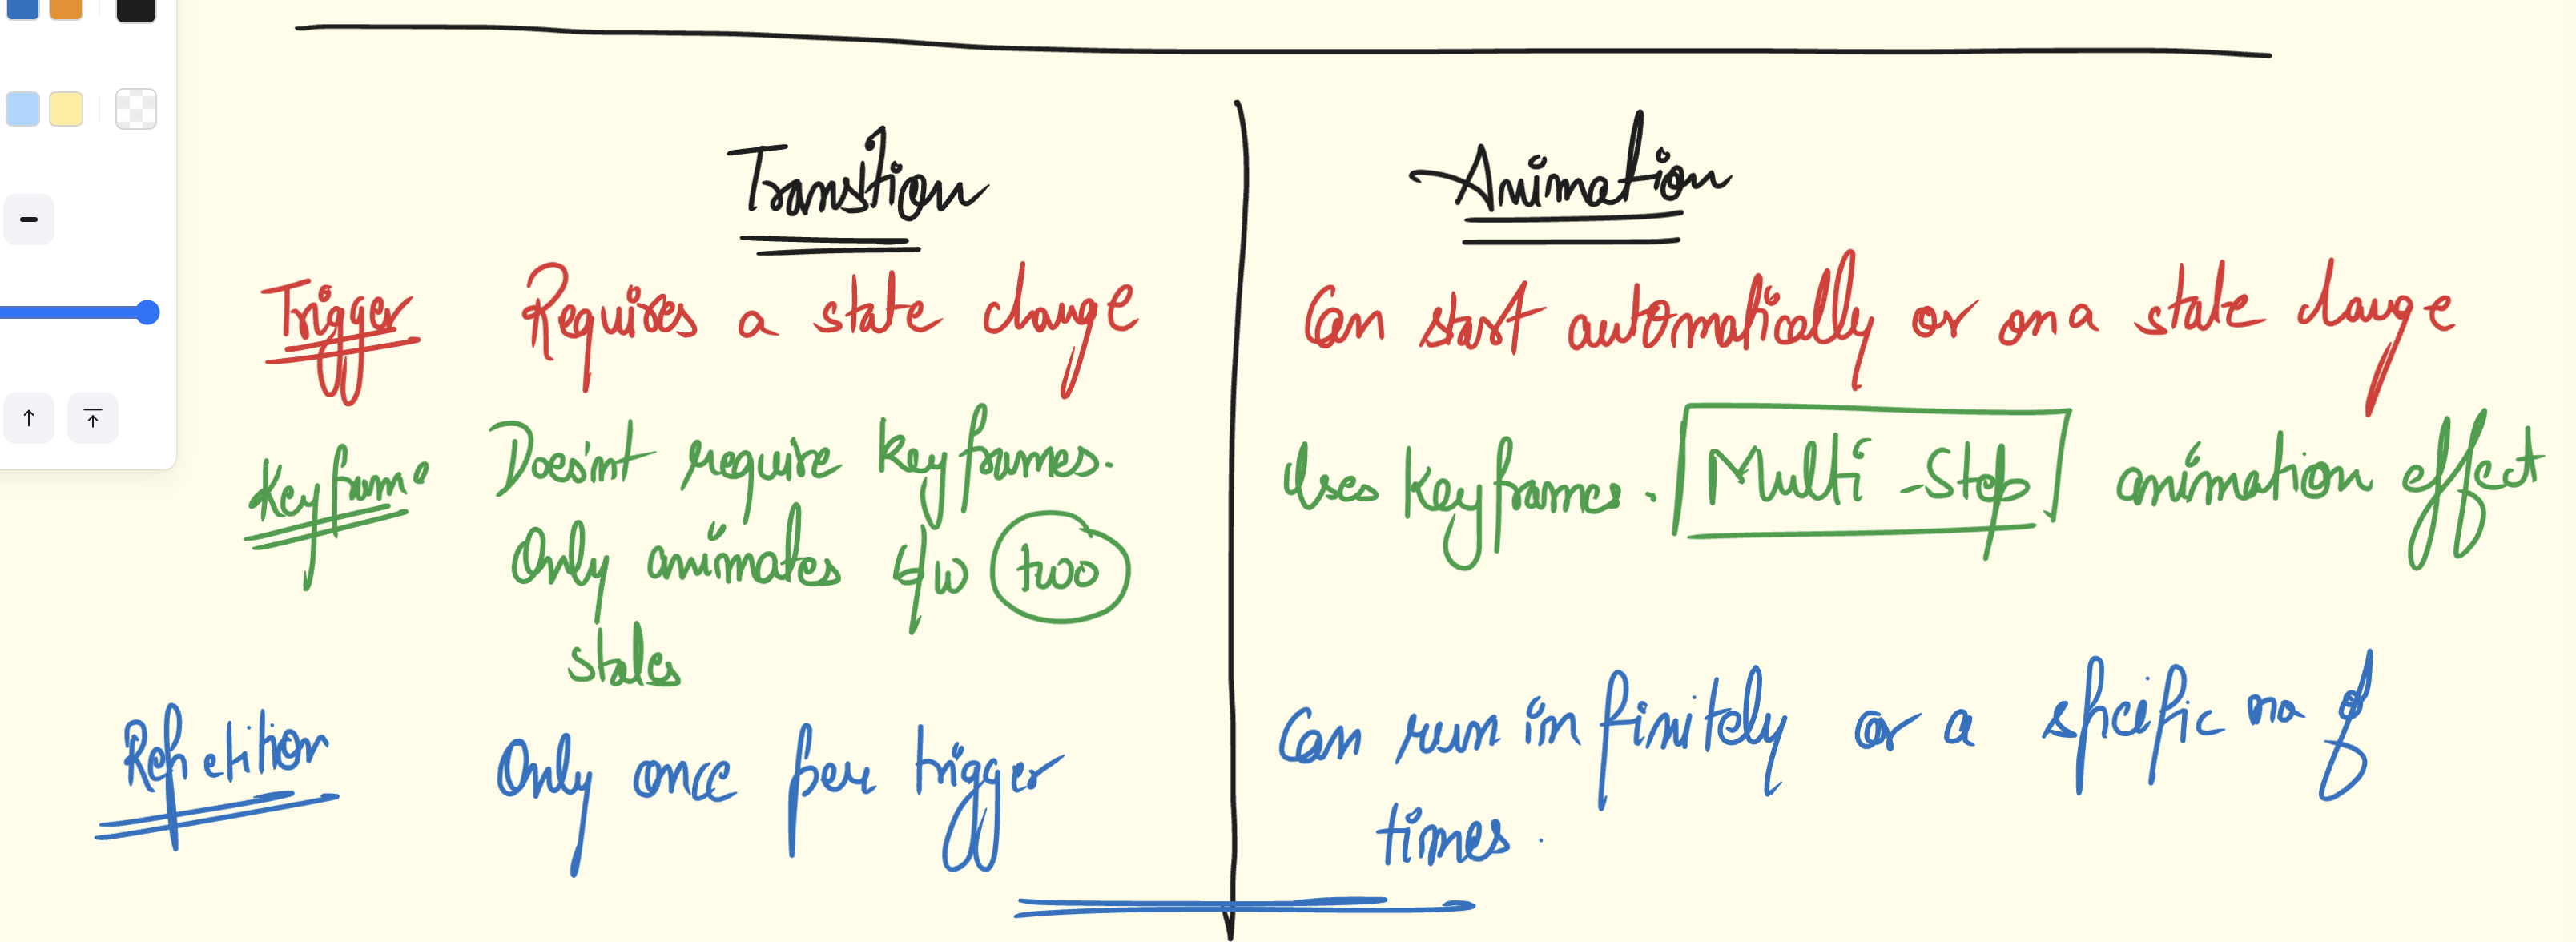 Transition
Animation
Trigger
Requires a state change
Can start automatically or on a state change
Keyframe
Does'nt require keyframes.
Only animates b/w two
states
Uses keyframes. Multi-Step animation effect
Repetition
Only once per trigger
Can run infinitely or a specific no of
times.